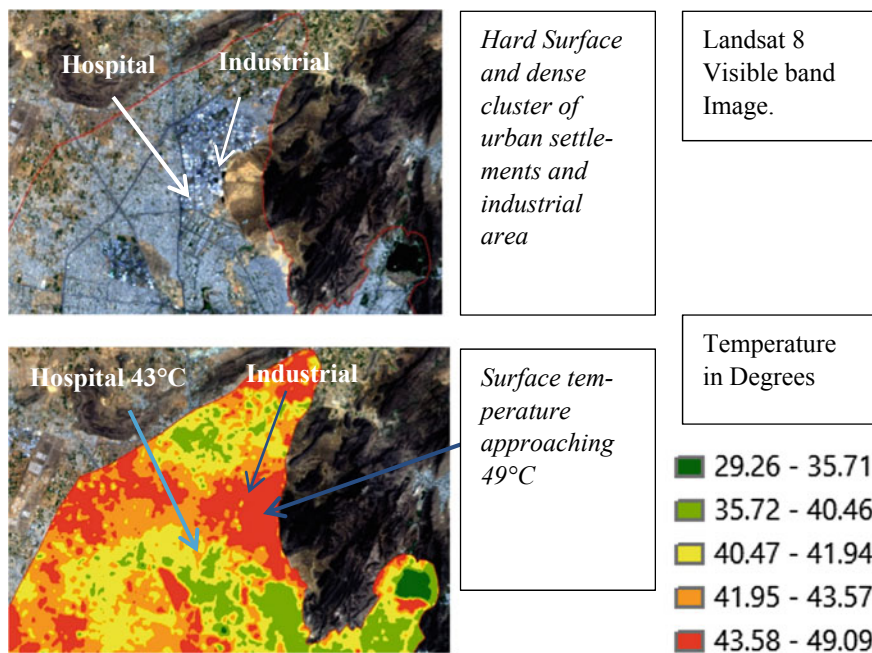 Hospital
Industrial
Hard Surface
and dense
cluster of
urban settle-
ments and
industrial
area
Landsat 8
Visible band
Image.
Hospital 43°C
Industrial
Surface tem-
perature
approaching
49°C
Temperature
in Degrees
29.26 - 35.71
35.72 - 40.46
40.47 - 41.94
41.95 - 43.57
43.58 - 49.09